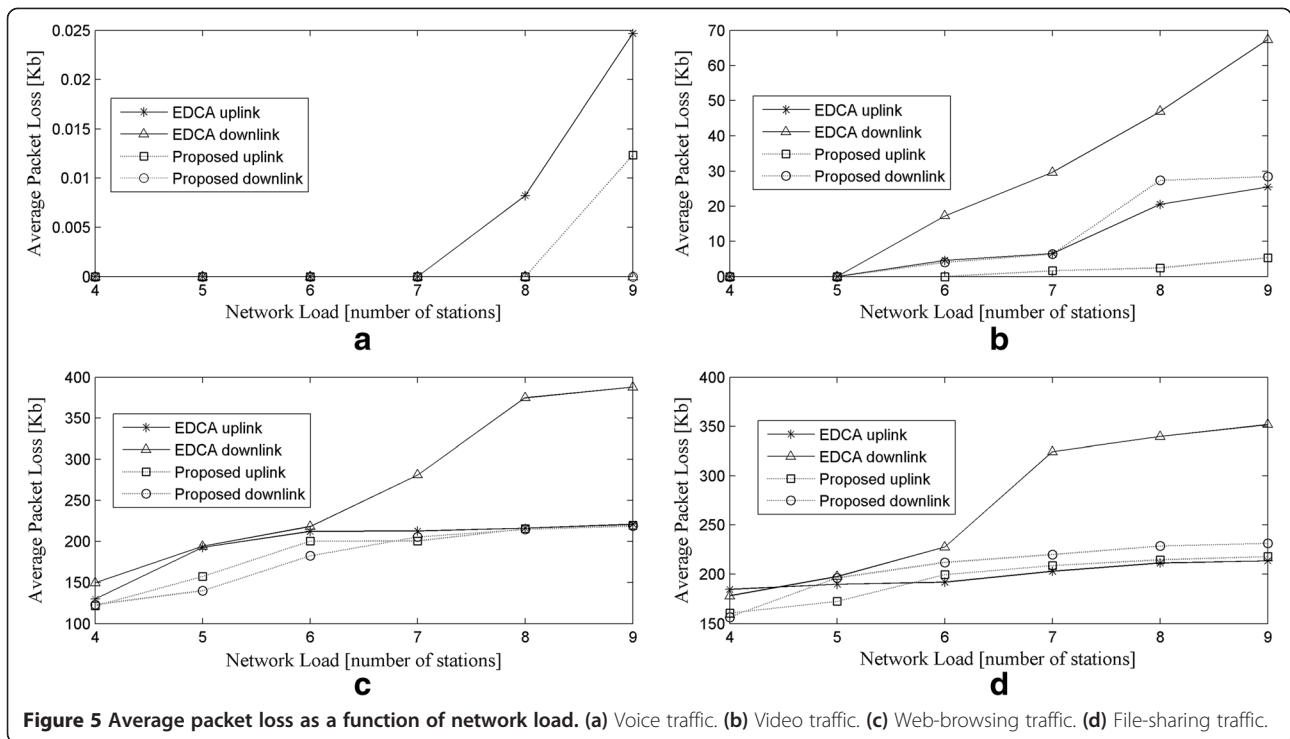 0.025
0.02
0.015
0.01
0.005
0
Average Packet Loss [Kb]
EDCA uplink
EDCA downlink
Proposed uplink
Proposed downlink
4 5 6 7 8 9
Network Load [number of stations]
a
70
60
50
40
30
20
10
0
Average Packet Loss [Kb]
EDCA uplink
EDCA downlink
Proposed uplink
Proposed downlink
4 5 6 7 8 9
Network Load [number of stations]
b
400
350
300
250
200
150
100
Average Packet Loss [Kb]
EDCA uplink
EDCA downlink
Proposed uplink
Proposed downlink
4 5 6 7 8 9
Network Load [number of stations]
c
400
350
300
250
200
150
Average Packet Loss [Kb]
EDCA uplink
EDCA downlink
Proposed uplink
Proposed downlink
4 5 6 7 8 9
Network Load [number of stations]
d
Figure 5 Average packet loss as a function of network load. (a) Voice traffic. (b) Video traffic. (c) Web-browsing traffic. (d) File-sharing traffic.